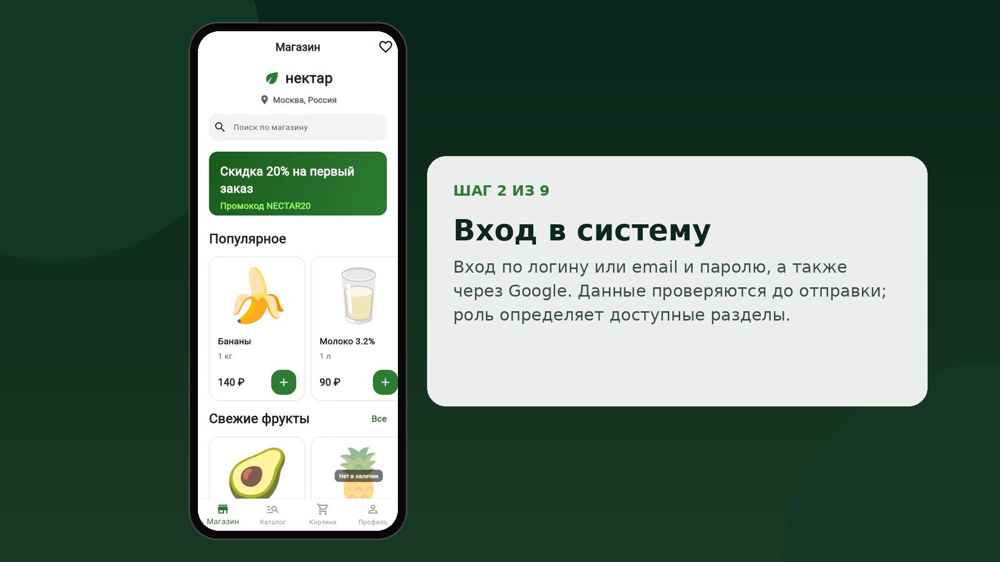 Магазин
нектар
Москва, Россия
Поиск по магазину
Скидка 20% на первый
заказ
Промокод NECTAR20
Популярное
Бананы
1 кг
140 ₽
+
Молоко 3.2%
1 л
90 ₽
+
Свежие фрукты
Все
Нет в наличии
Магазин
Каталог
Корзина
Профиль
ШАГ 2 ИЗ 9
Вход в систему
Вход по логину или email и паролю, а также
через Google. Данные проверяются до отправки;
роль определяет доступные разделы.